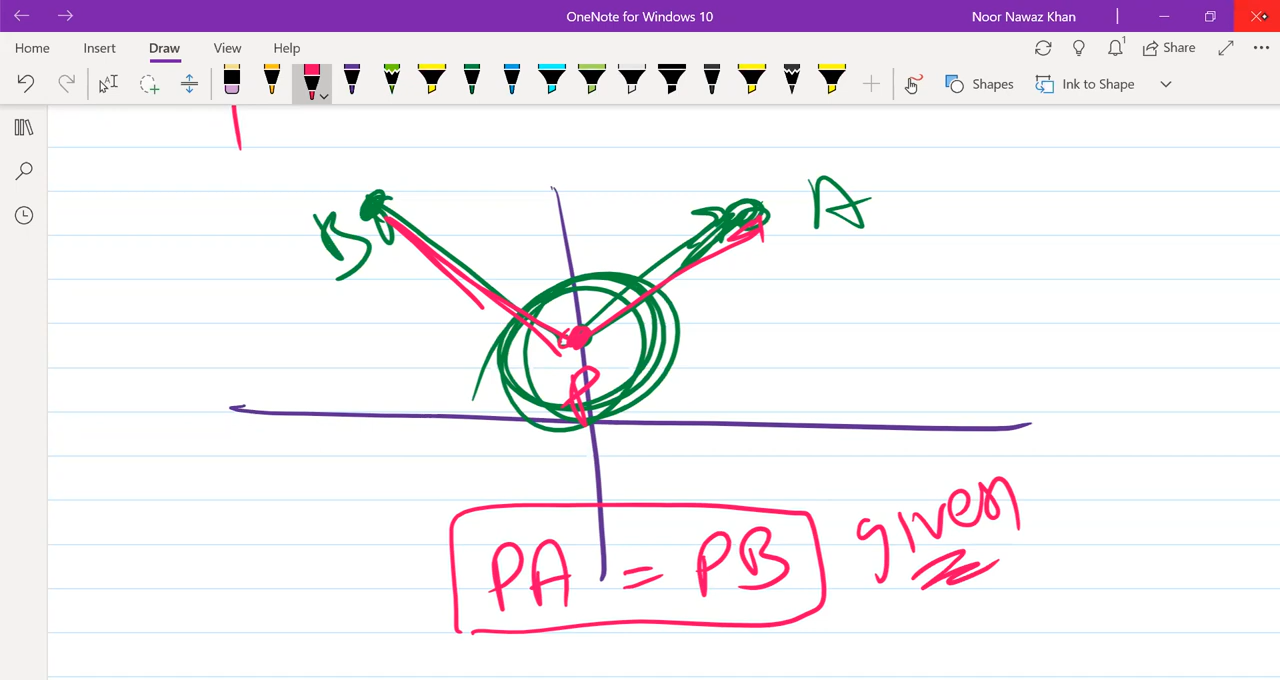 OneNote for Windows 10
Noor Nawaz Khan
Home Insert Draw View Help
1
Share
Shapes
Ink to Shape
B
A
P
PA = PB given